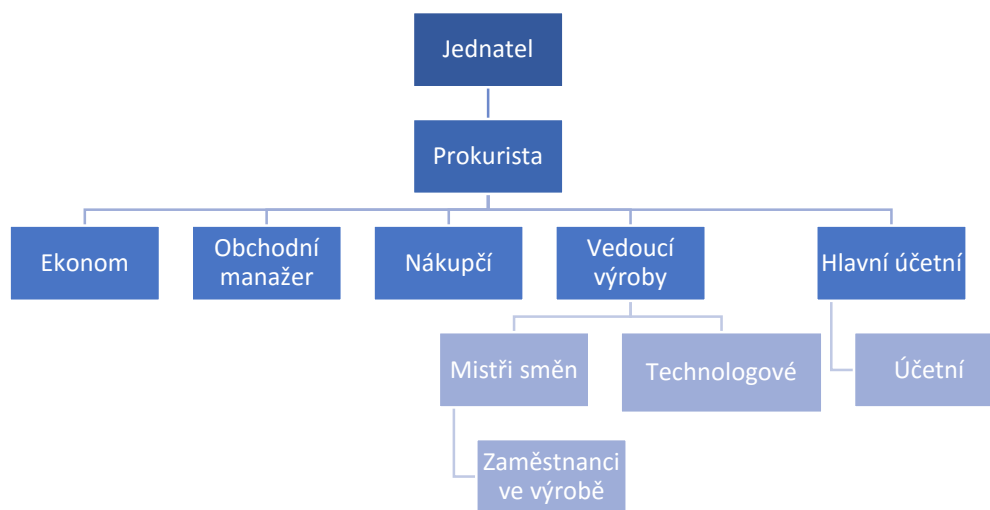 Jednatel
Prokurista
Ekonom
Obchodní
manažer
Nákupčí
Vedoucí
výroby
Hlavní účetní
Mistři směn
Technologové
Účetní
Zaměstnanci
ve výrobě